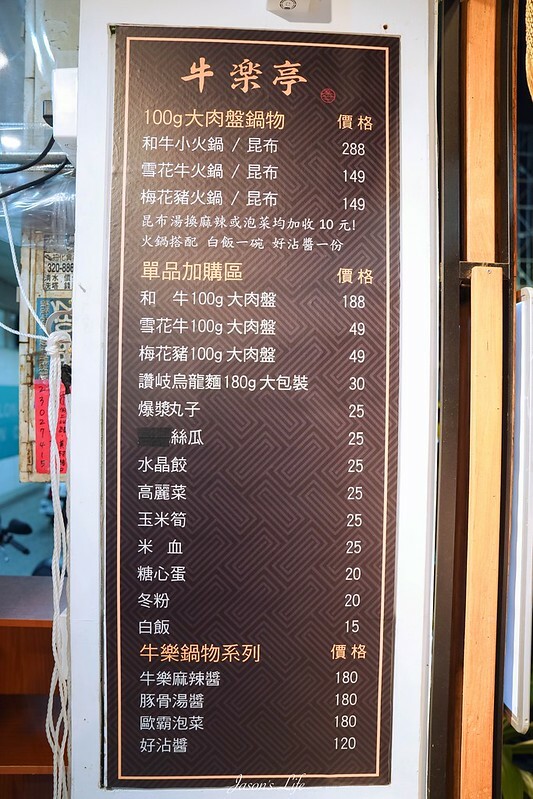 牛楽亭
100g大肉盤鍋物 價格
和牛小火鍋 / 昆布 288
雪花牛火鍋 / 昆布 149
梅花豬火鍋 / 昆布 149
昆布湯換麻辣或泡菜均加收 10 元!
火鍋搭配 白飯一碗 好沾醬一份
單品加購區 價格
和 牛100g大肉盤 188
雪花牛100g大肉盤 49
梅花豬100g大肉盤 49
讚岐烏龍麵180g大包裝 30
爆漿丸子 25
絲瓜 25
水晶餃 25
高麗菜 25
玉米筍 25
米 血 25
糖心蛋 20
冬粉 20
白飯 15
牛樂鍋物系列 價格
牛樂麻辣醬 180
豚骨湯醬 180
歐霸泡菜 180
好沾醬 120
320-888
23027415
Jason's Life